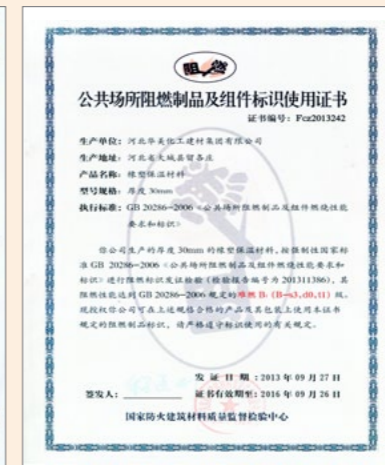 阻燃
公共场所阻燃制品及组件标识使用证书
证书编号：Fcz2013242
生产单位：河北华美化工建材集团有限公司
生产地址：河北省大城县留各庄
产品名称：橡塑保温材料
型号规格：厚度 30mm
执行标准：GB 20286-2006《公共场所阻燃制品及组件燃烧性能
要求和标识》
你公司生产的厚度 30mm 的橡塑保温材料，按强制性国家标
准 GB 20286-2006《公共场所阻燃制品及组件燃烧性能要求和
标识》进行阻燃标识发证检验（检验报告编号为 201311386），其
阻燃性能达到 GB 20286-2006 规定的难燃 B1（B-s3,d0,t1）级。
现授权你公司可在上述规格合格的产品及其包装上使用本证书
规定的阻燃制品标识，请严格遵守标识使用的有关规定。
发 证 日 期：2013 年 09 月 27 日
签发人：
证书有效期至：2016 年 09 月 26 日
国家防火建筑材料质量监督检验中心